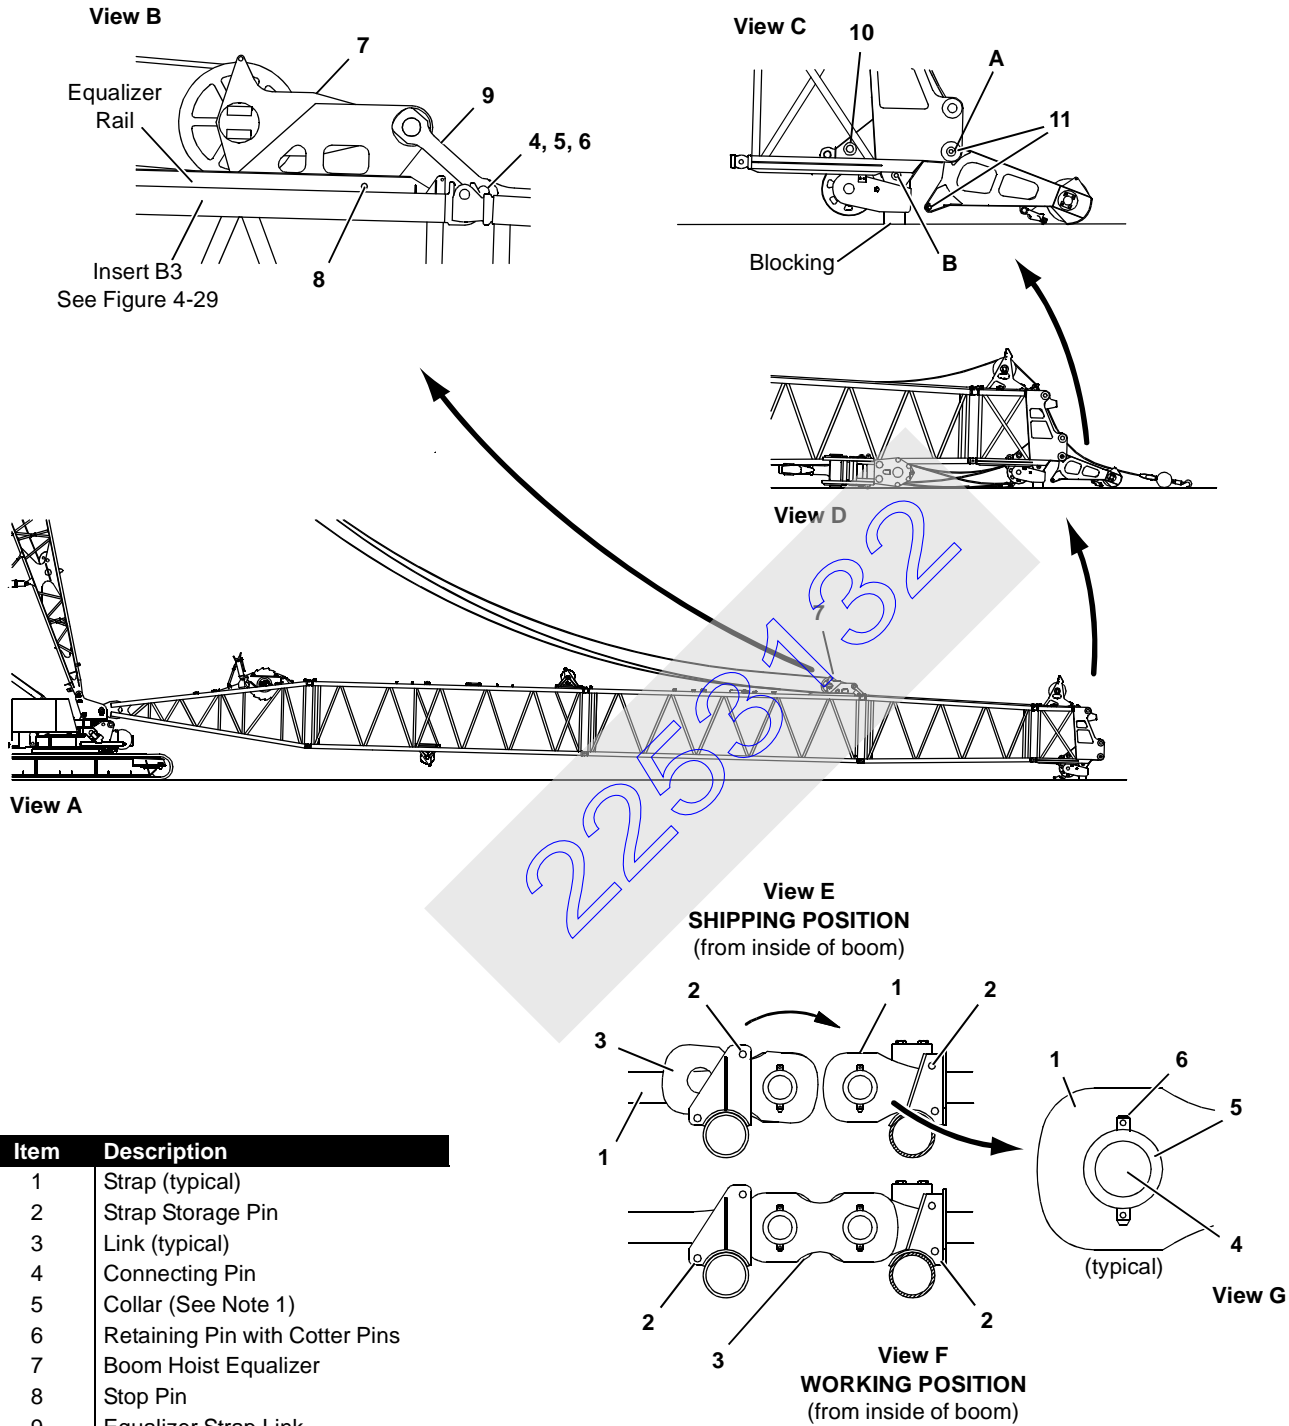 View B
7
Equalizer
Rail
9
4, 5, 6
Insert B3
See Figure 4-29
8
View C
10
A
11
Blocking
B
View D
7
View A
2253132
View E
SHIPPING POSITION
(from inside of boom)
2
1
2
3
1
1
6
5
4
(typical)
View G
2
2
3
View F
WORKING POSITION
(from inside of boom)
Item Description
1 Strap (typical)
2 Strap Storage Pin
3 Link (typical)
4 Connecting Pin
5 Collar (See Note 1)
6 Retaining Pin with Cotter Pins
7 Boom Hoist Equalizer
8 Stop Pin
9 Equalizer Strap Link